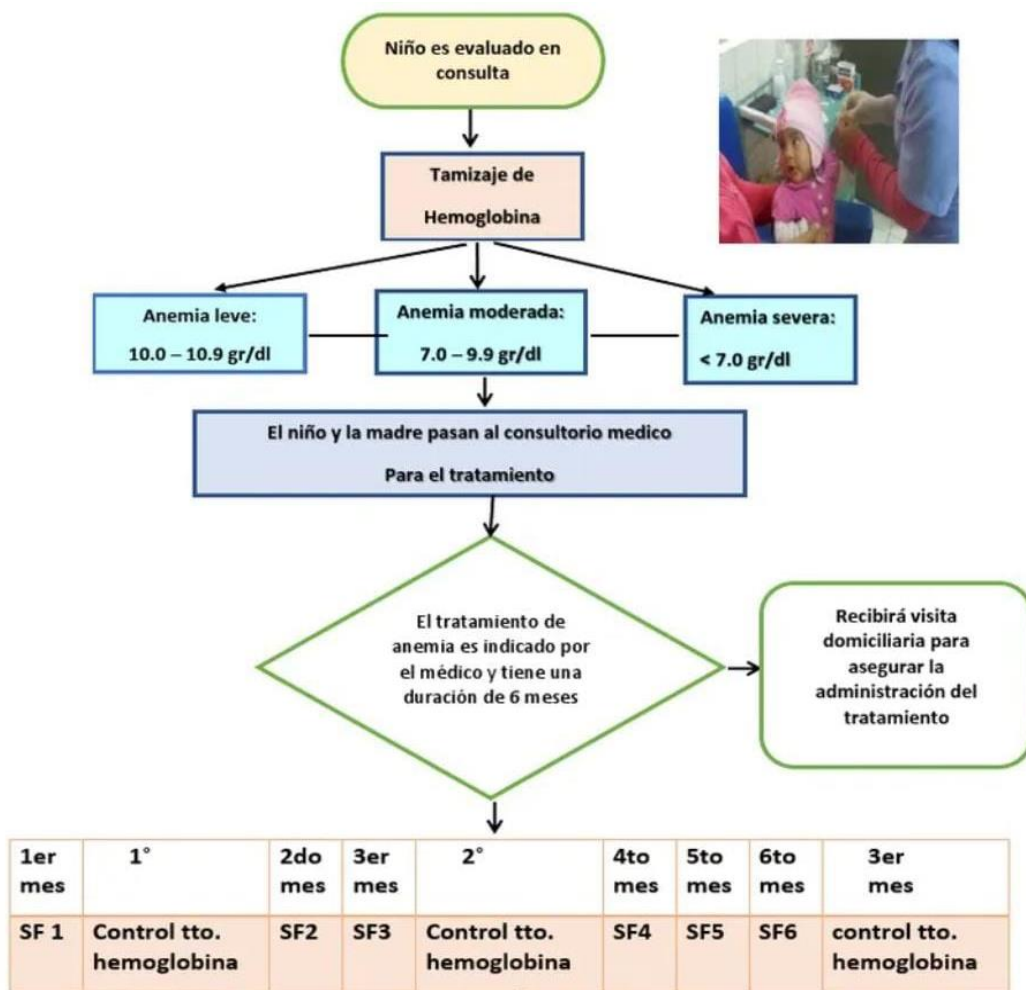 Niño es evaluado en
consulta
Tamizaje de
Hemoglobina
Anemia leve:
10.0 – 10.9 gr/dl
Anemia moderada:
7.0 – 9.9 gr/dl
Anemia severa:
< 7.0 gr/dl
El niño y la madre pasan al consultorio medico
Para el tratamiento
El tratamiento de
anemia es indicado por
el médico y tiene una
duración de 6 meses
Recibirá visita
domiciliaria para
asegurar la
administración del
tratamiento
1er mes 1° 2do mes 3er mes 2° 4to mes 5to mes 6to mes 3er mes
SF 1 Control tto. hemoglobina SF2 SF3 Control tto. hemoglobina SF4 SF5 SF6 control tto. hemoglobina